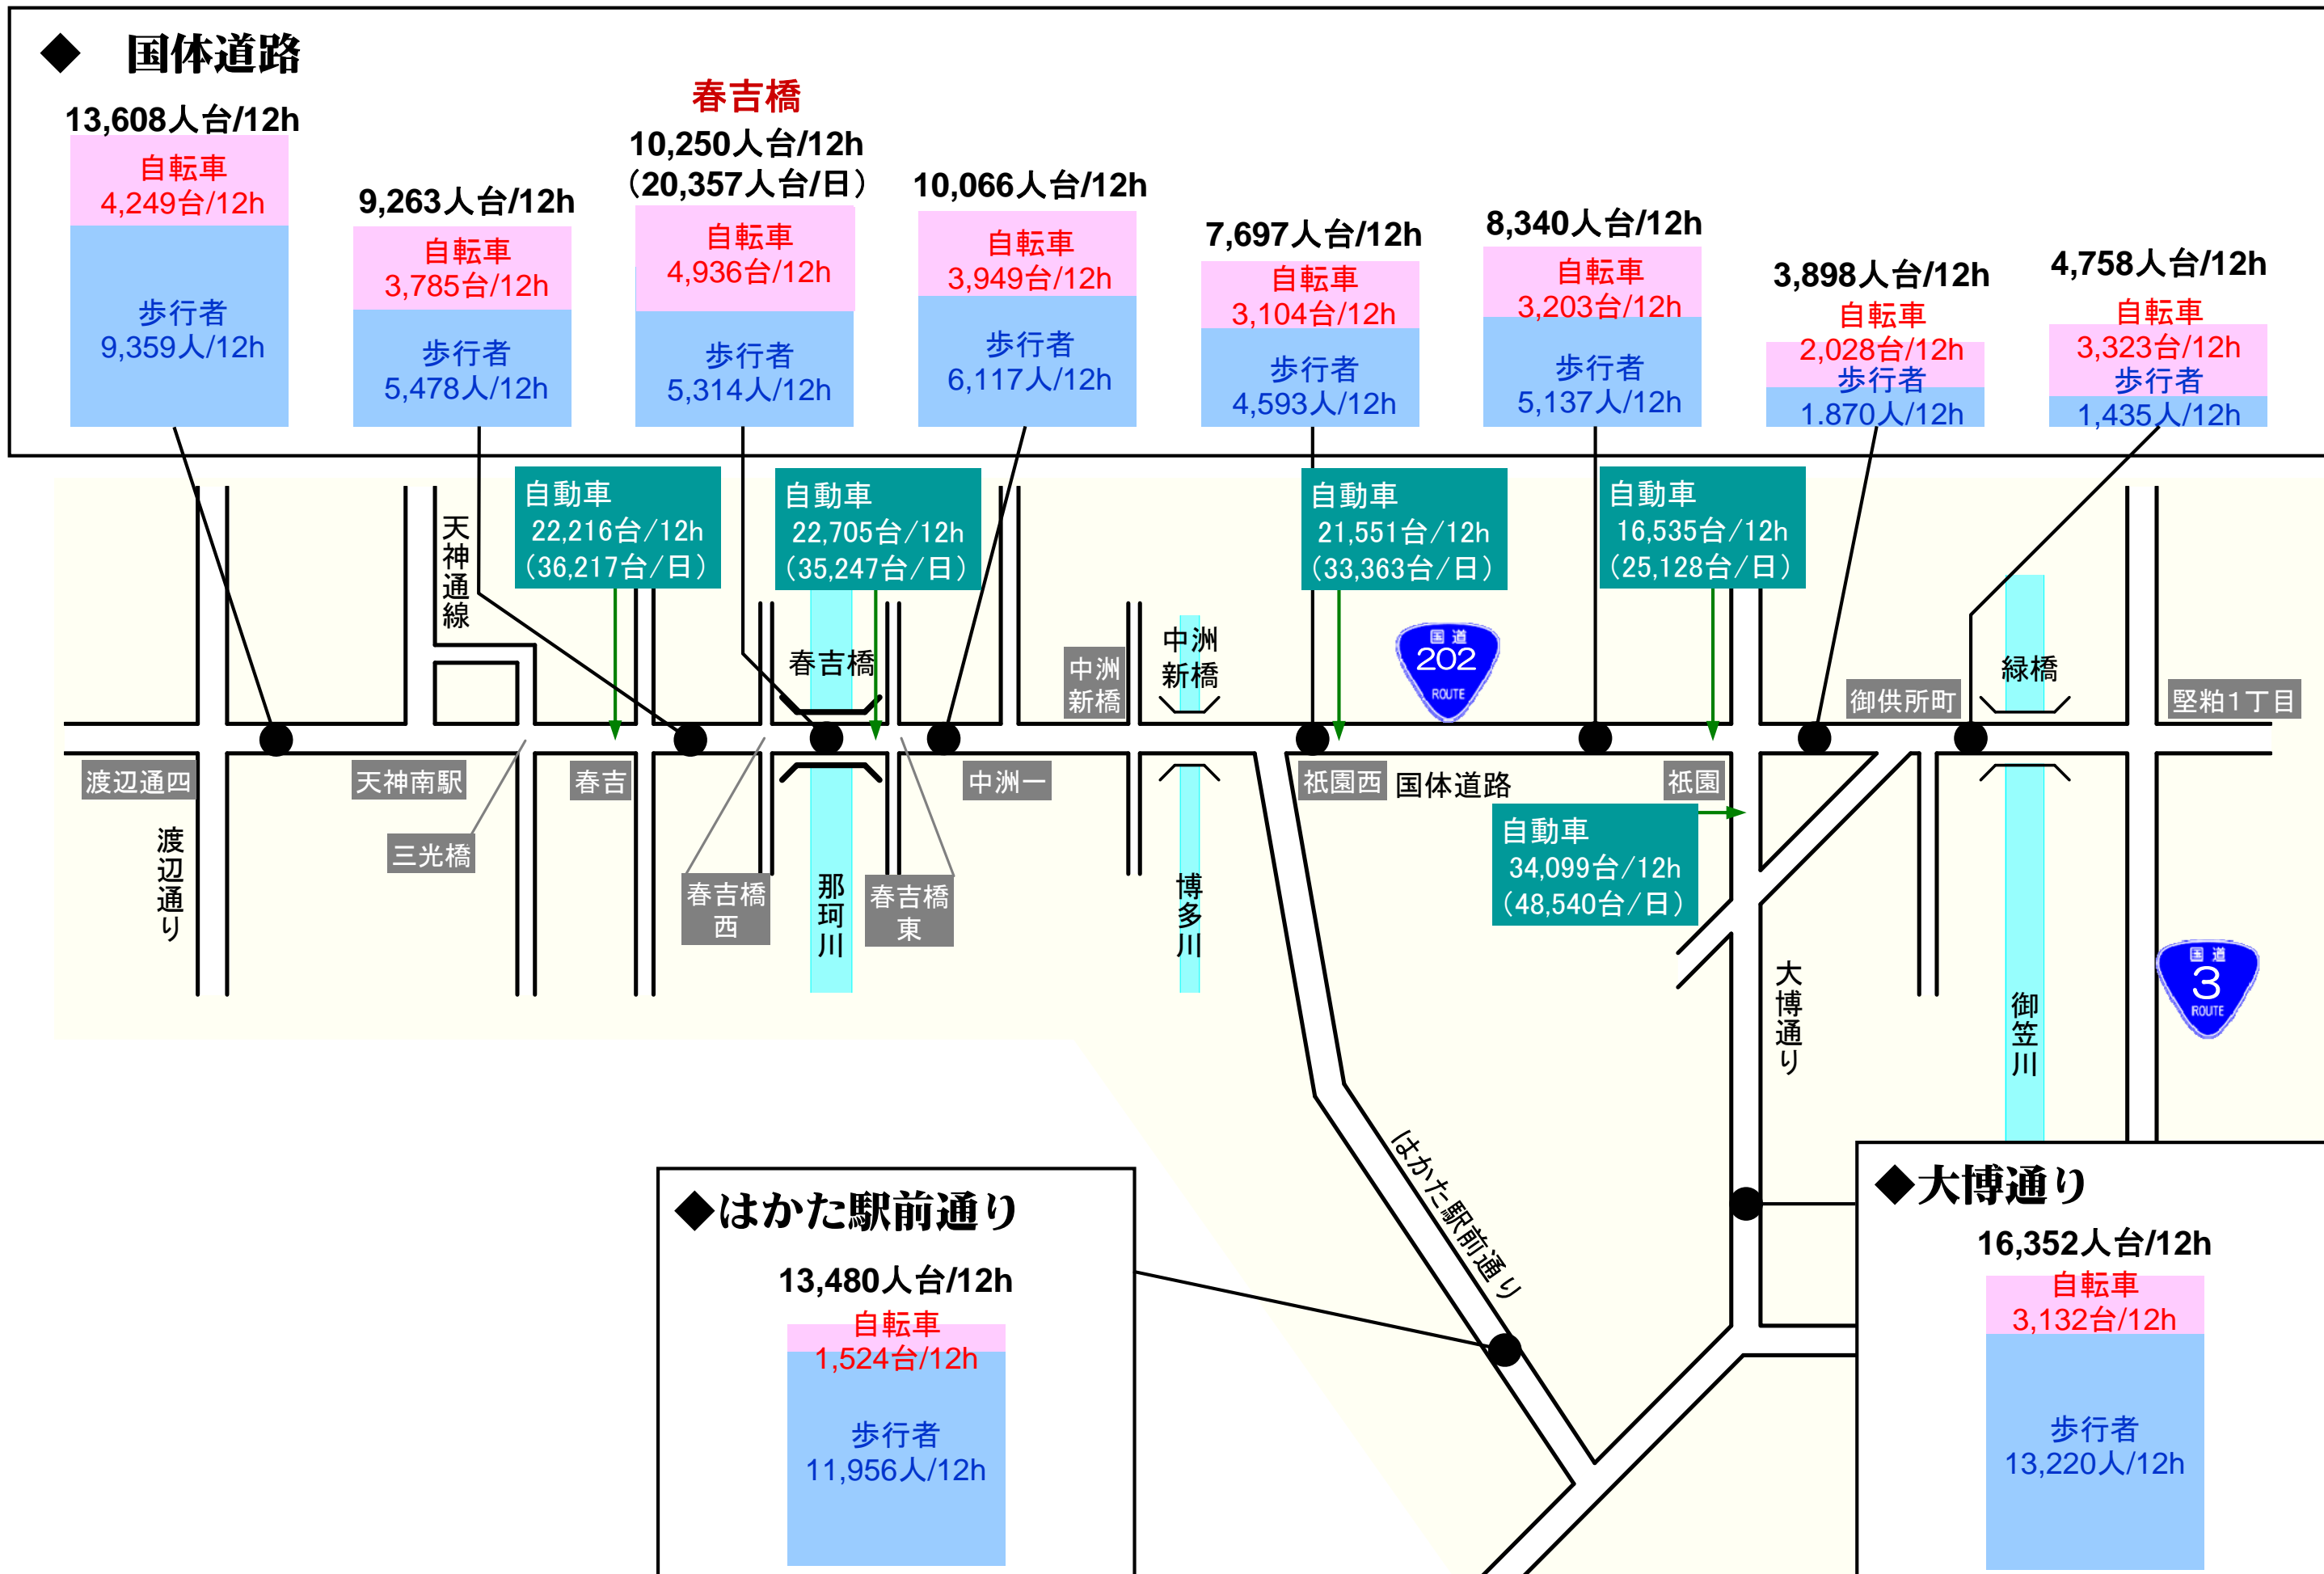 ◆ 国体道路
13,608人台/12h
自転車
4,249台/12h
歩行者
9,359人/12h
9,263人台/12h
自転車
3,785台/12h
歩行者
5,478人/12h
春吉橋
10,250人台/12h
（20,357人台/日）
自転車
4,936台/12h
歩行者
5,314人/12h
10,066人台/12h
自転車
3,949台/12h
歩行者
6,117人/12h
7,697人台/12h
自転車
3,104台/12h
歩行者
4,593人/12h
8,340人台/12h
自転車
3,203台/12h
歩行者
5,137人/12h
3,898人台/12h
自転車
2,028台/12h
歩行者
1.870人/12h
4,758人台/12h
自転車
3,323台/12h
歩行者
1,435人/12h
天神通線
自動車
22,216台/12h
（36,217台/日）
自動車
22,705台/12h
（35,247台/日）
自動車
21,551台/12h
（33,363台/日）
自動車
16,535台/12h
（25,128台/日）
春吉橋
中洲
新橋
中洲
新橋
国道
202
ROUTE
御供所町
緑橋
堅粕1丁目
渡辺通四
天神南駅
春吉
中洲一
祇園西
国体道路
祇園
三光橋
自動車
34,099台/12h
（48,540台/日）
渡辺通り
春吉橋
西
那珂川
春吉橋
東
博多川
大博通り
御笠川
国道
3
ROUTE
はかた駅前通り
◆はかた駅前通り
13,480人台/12h
自転車
1,524台/12h
歩行者
11,956人/12h
◆大博通り
16,352人台/12h
自転車
3,132台/12h
歩行者
13,220人/12h